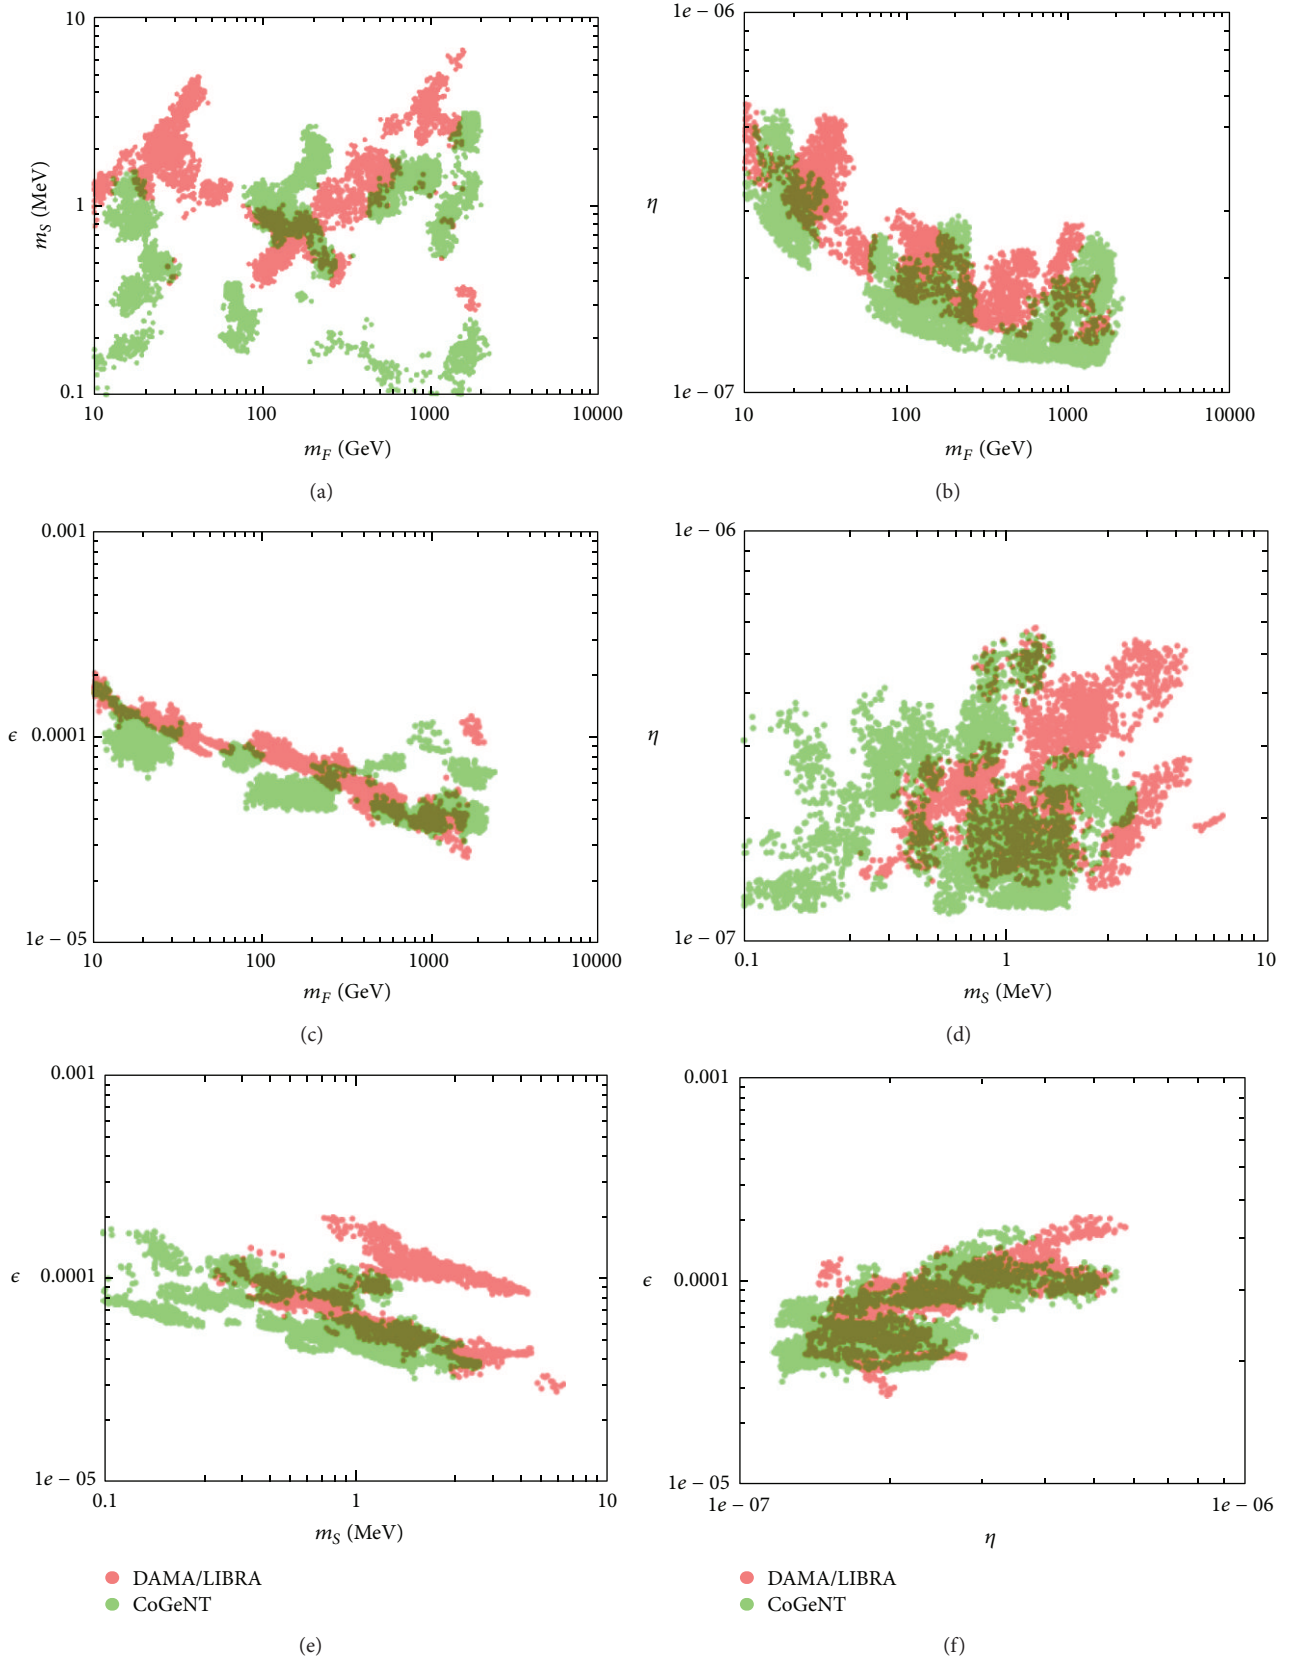 10
1
0.1
m_S (MeV)
10
100
1000
10000
m_F (GeV)
(a)
1e − 06
η
1e − 07
10
100
1000
10000
m_F (GeV)
(b)
0.001
ϵ
0.0001
1e − 05
10
100
1000
10000
m_F (GeV)
(c)
1e − 06
η
1e − 07
0.1
1
10
m_S (MeV)
(d)
0.001
ϵ
0.0001
1e − 05
0.1
1
10
m_S (MeV)
DAMA/LIBRA
CoGeNT
(e)
0.001
ϵ
0.0001
1e − 05
1e − 07
1e − 06
η
DAMA/LIBRA
CoGeNT
(f)